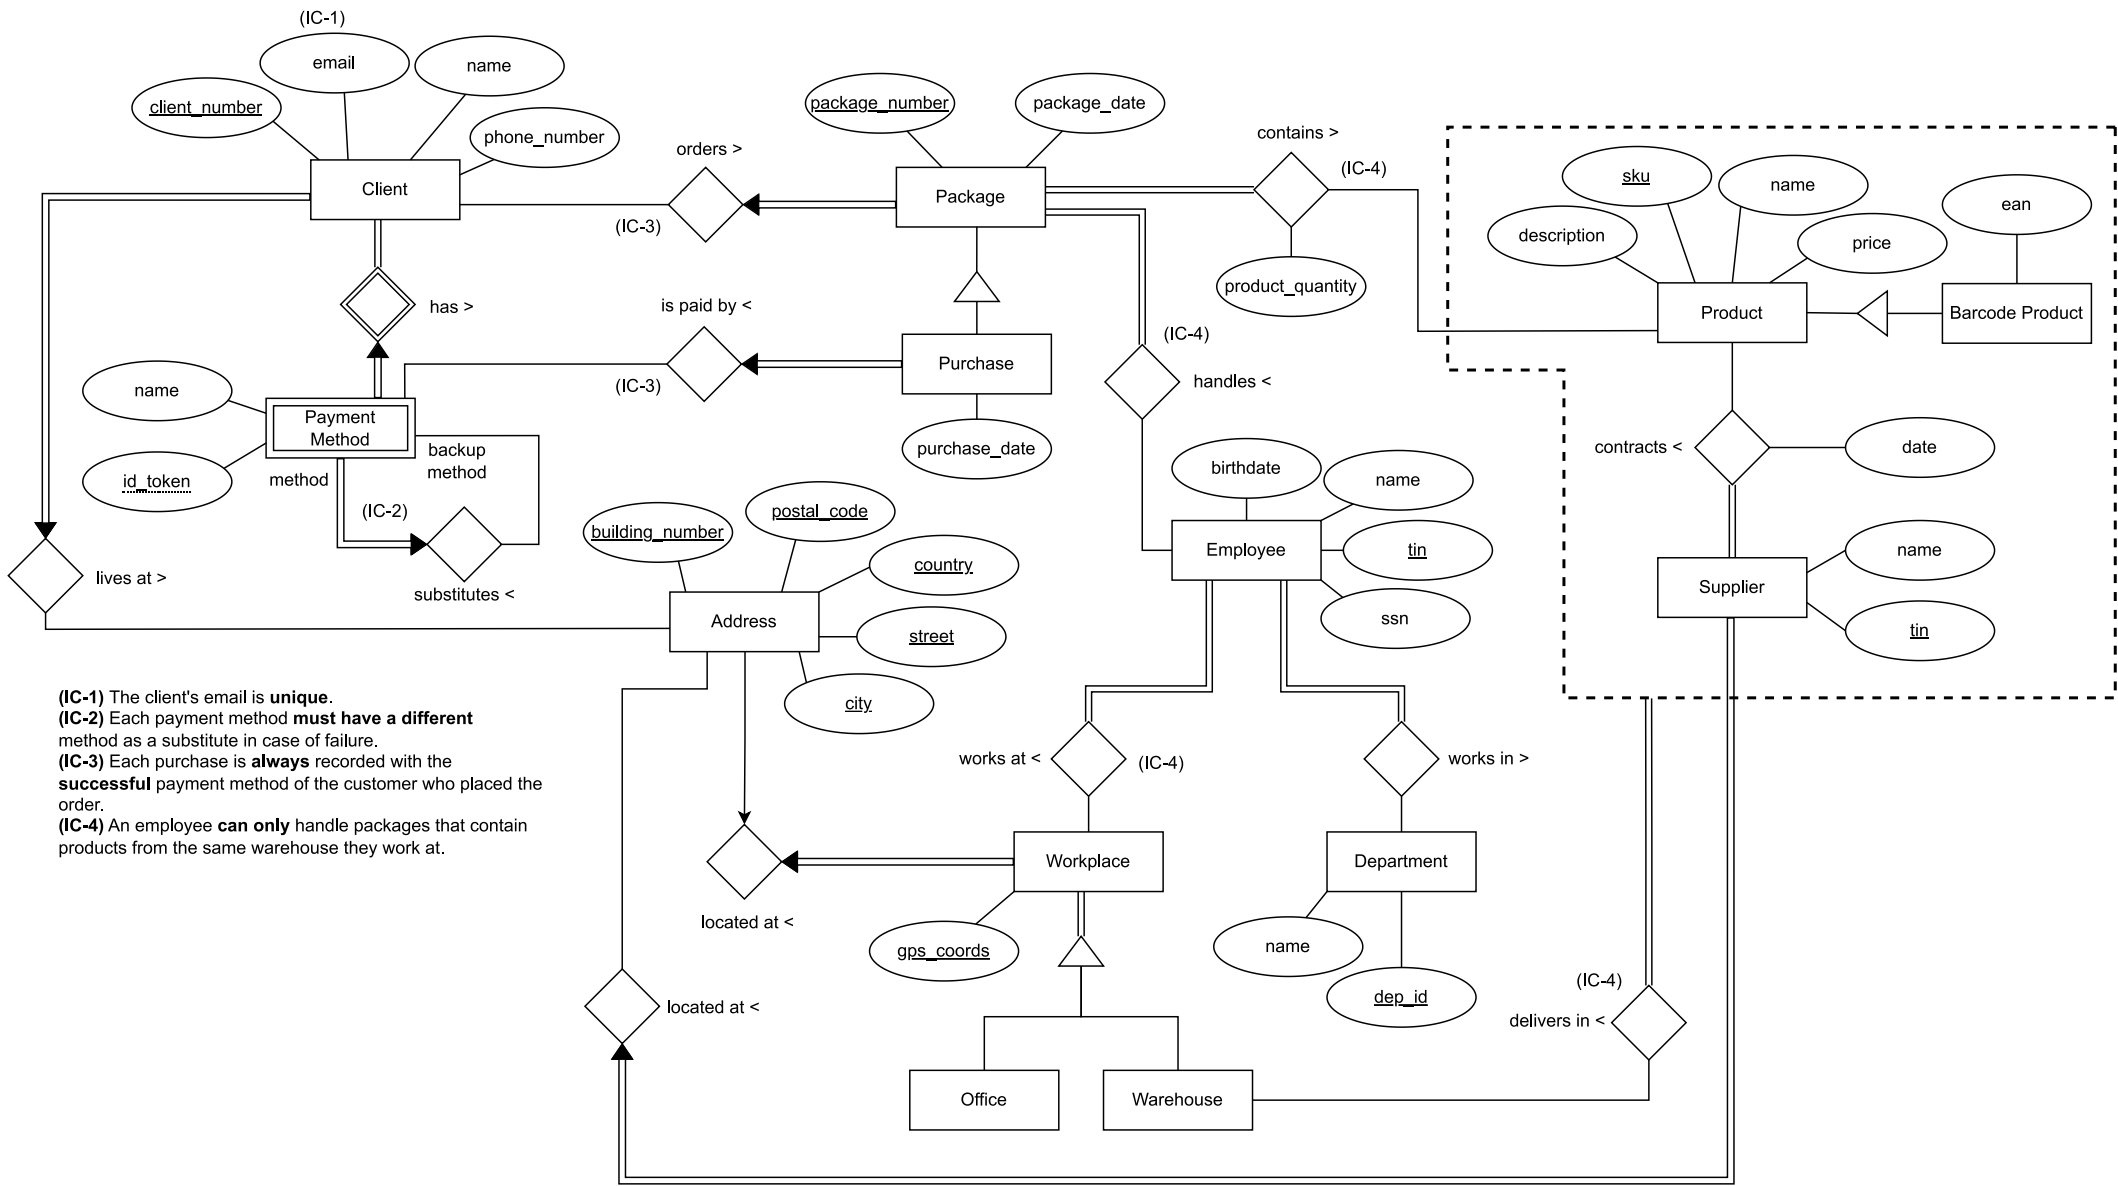 (IC-1)
email
name
client_number
phone_number
Client
orders >
(IC-3)
package_number
package_date
Package
contains >
(IC-4)
product_quantity
sku
name
description
price
ean
Product
Barcode Product
has >
is paid by <
(IC-3)
Purchase
purchase_date
(IC-4)
handles <
name
id_token
Payment
Method
method
backup
method
(IC-2)
substitutes <
lives at >
contracts <
date
birthdate
name
Employee
tin
ssn
building_number
postal_code
country
Address
street
city
name
Supplier
tin
(IC-1) The client's email is unique.
(IC-2) Each payment method must have a different
method as a substitute in case of failure.
(IC-3) Each purchase is always recorded with the
successful payment method of the customer who placed the
order.
(IC-4) An employee can only handle packages that contain
products from the same warehouse they work at.
works at <
(IC-4)
works in >
Workplace
Department
located at <
gps_coords
name
dep_id
located at <
(IC-4)
delivers in <
Office
Warehouse